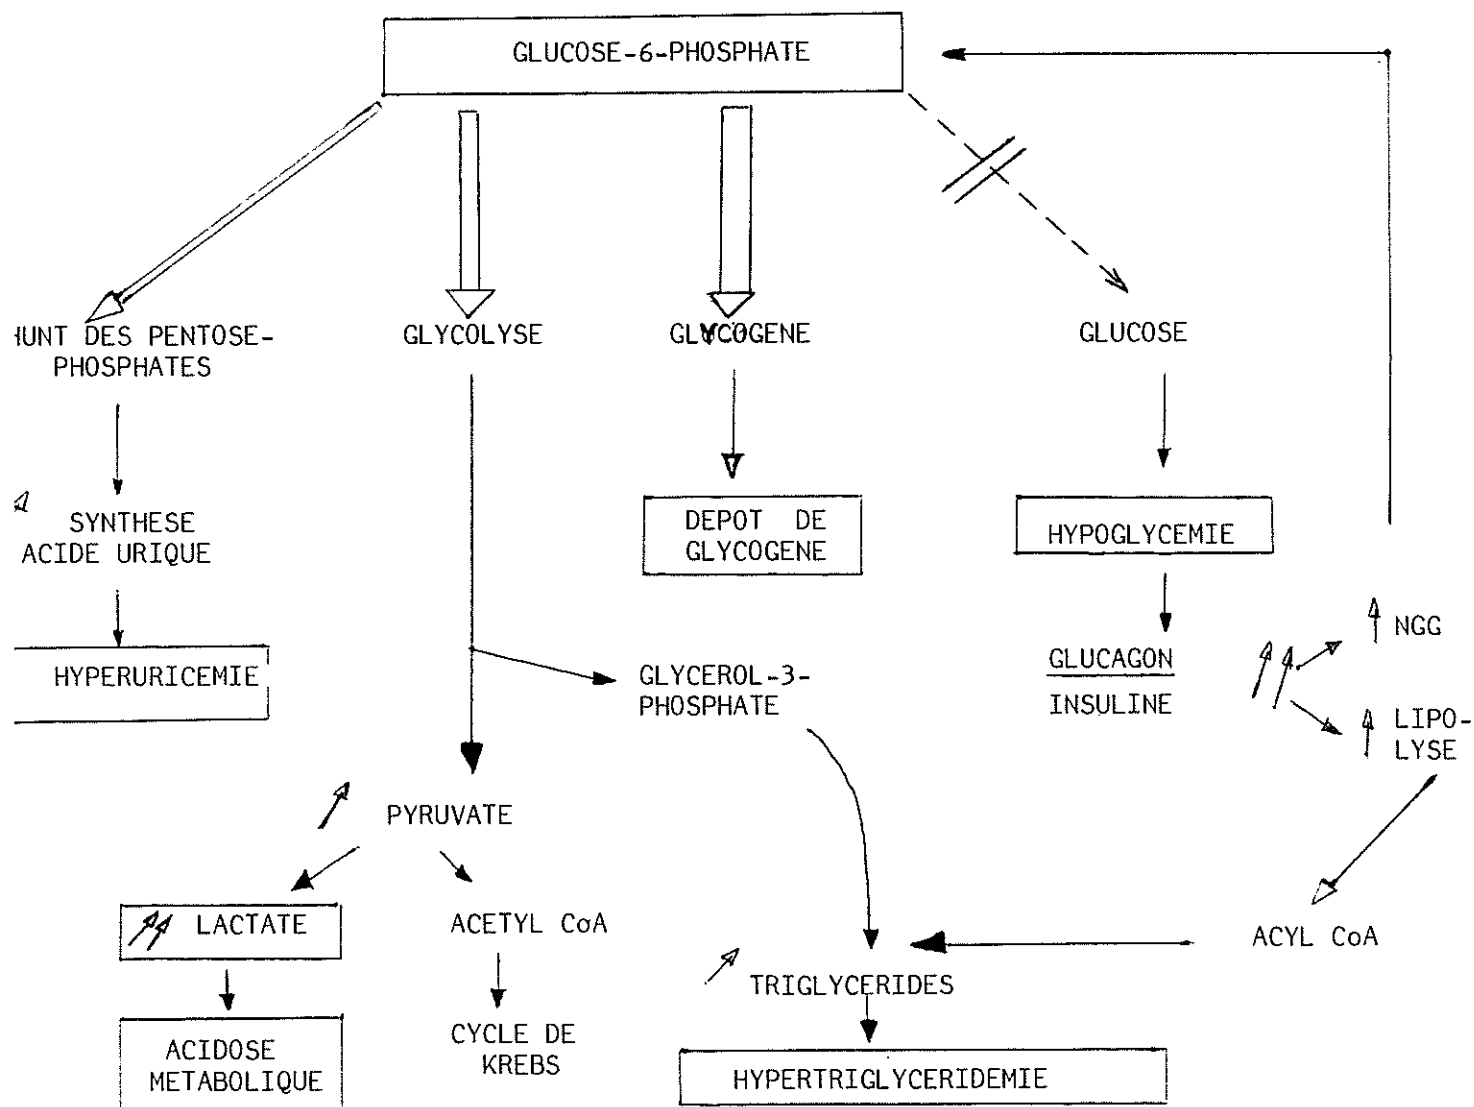 GLUCOSE-6-PHOSPHATE
HUNT DES PENTOSE-
PHOSPHATES
GLYCOLYSE
GLYCOGENE
GLUCOSE
SYNTHESE
ACIDE URIQUE
DEPOT DE
GLYCOGENE
HYPOGLYCEMIE
HYPERURICEMIE
GLYCEROL-3-
PHOSPHATE
GLUCAGON
INSULINE
NGG
LIPO-
LYSE
PYRUVATE
LACTATE
ACETYL CoA
ACYL CoA
TRIGLYCERIDES
ACIDOSE
METABOLIQUE
CYCLE DE
KREBS
HYPERTRIGLYCERIDEMIE